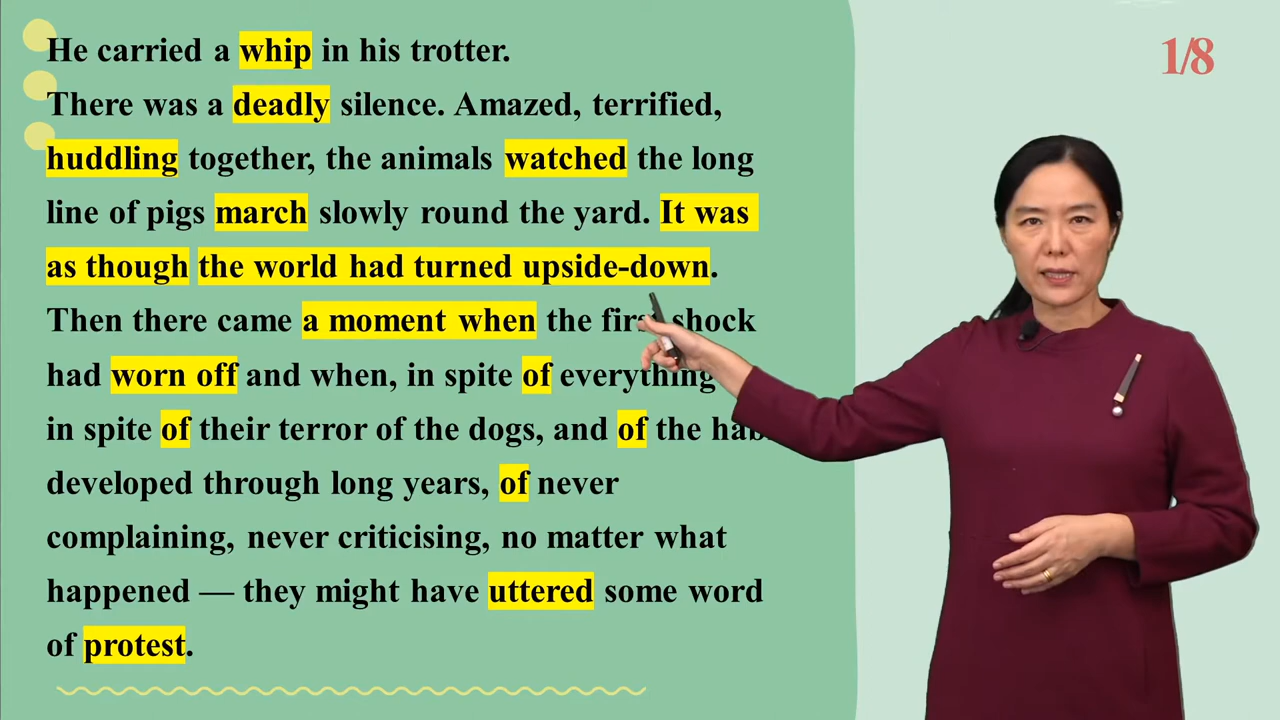 He carried a whip in his trotter.
There was a deadly silence. Amazed, terrified,
huddling together, the animals watched the long
line of pigs march slowly round the yard. It was
as though the world had turned upside-down.
Then there came a moment when the shock
had worn off and when, in spite of everything
in spite of their terror of the dogs, and of the
developed through long years, of never
complaining, never criticising, no matter what
happened — they might have uttered some word
of protest.
1/8